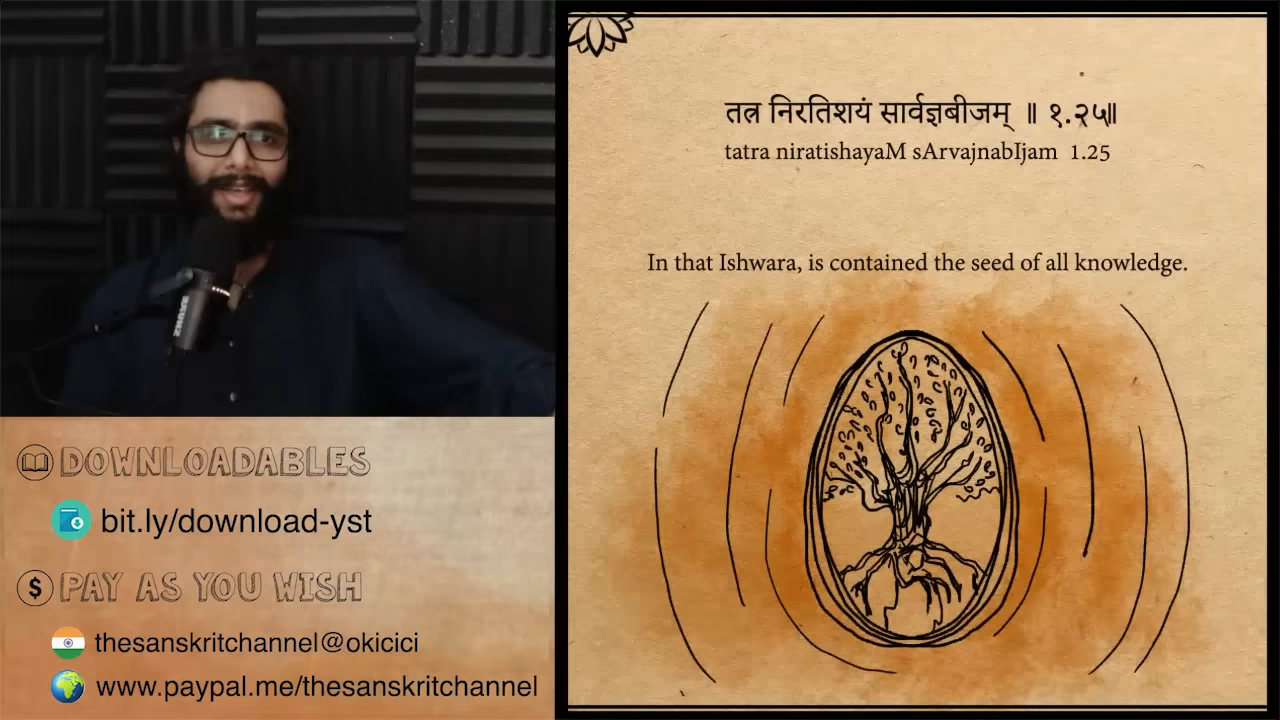 तत्र निरतिशयं सार्वज्ञबीजम् ॥ १.२५॥
tatra niratishayaM sArvajnabIjam 1.25
In that Ishwara, is contained the seed of all knowledge.
DOWNLOADABLES
bit.ly/download-yst
$ PAY AS YOU WISH
thesanskritchannel@okicici
www.paypal.me/thesanskritchannel